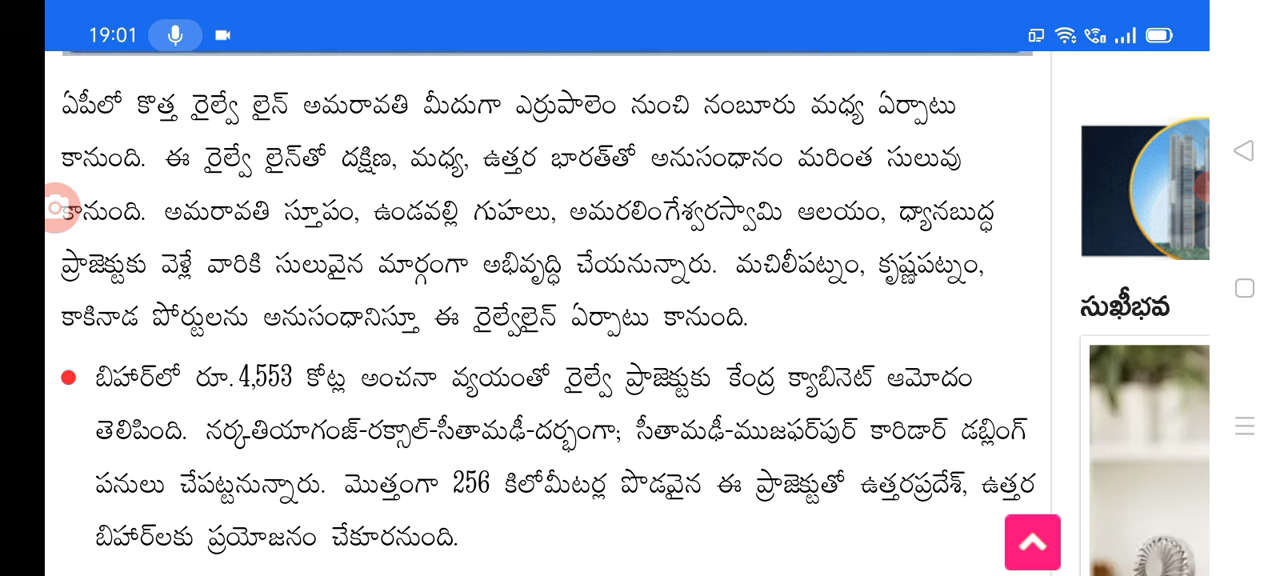 19:01
ఏపీలో కొత్త రైల్వే లైన్ అమరావతి మీదుగా ఎర్రుపాలెం నుంచి నంబూరు మధ్య ఏర్పాటు
కానుంది. ఈ రైల్వే లైన్‌తో దక్షిణ, మధ్య, ఉత్తర భారత్‌తో అనుసంధానం మరింత సులువు
కానుంది. అమరావతి స్తూపం, ఉండవల్లి గుహలు, అమరలింగేశ్వరస్వామి ఆలయం, ధ్యానబుద్ధ
ప్రాజెక్టుకు వెళ్లే వారికి సులువైన మార్గంగా అభివృద్ధి చేయనున్నారు. మచిలీపట్నం, కృష్ణపట్నం,
కాకినాడ పోర్టులను అనుసంధానిస్తూ ఈ రైల్వేలైన్ ఏర్పాటు కానుంది.
బిహార్‌లో రూ.4,553 కోట్ల అంచనా వ్యయంతో రైల్వే ప్రాజెక్టుకు కేంద్ర క్యాబినెట్ ఆమోదం
తెలిపింది. నర్కతియాగంజ్-రక్సాల్-సీతామఢీ-దర్భంగా; సీతామఢీ-ముజఫర్‌పుర్ కారిడార్ డబ్లింగ్
పనులు చేపట్టనున్నారు. మొత్తంగా 256 కిలోమీటర్ల పొడవైన ఈ ప్రాజెక్టుతో ఉత్తరప్రదేశ్, ఉత్తర
బిహార్‌లకు ప్రయోజనం చేకూరనుంది.
సుఖీభవ